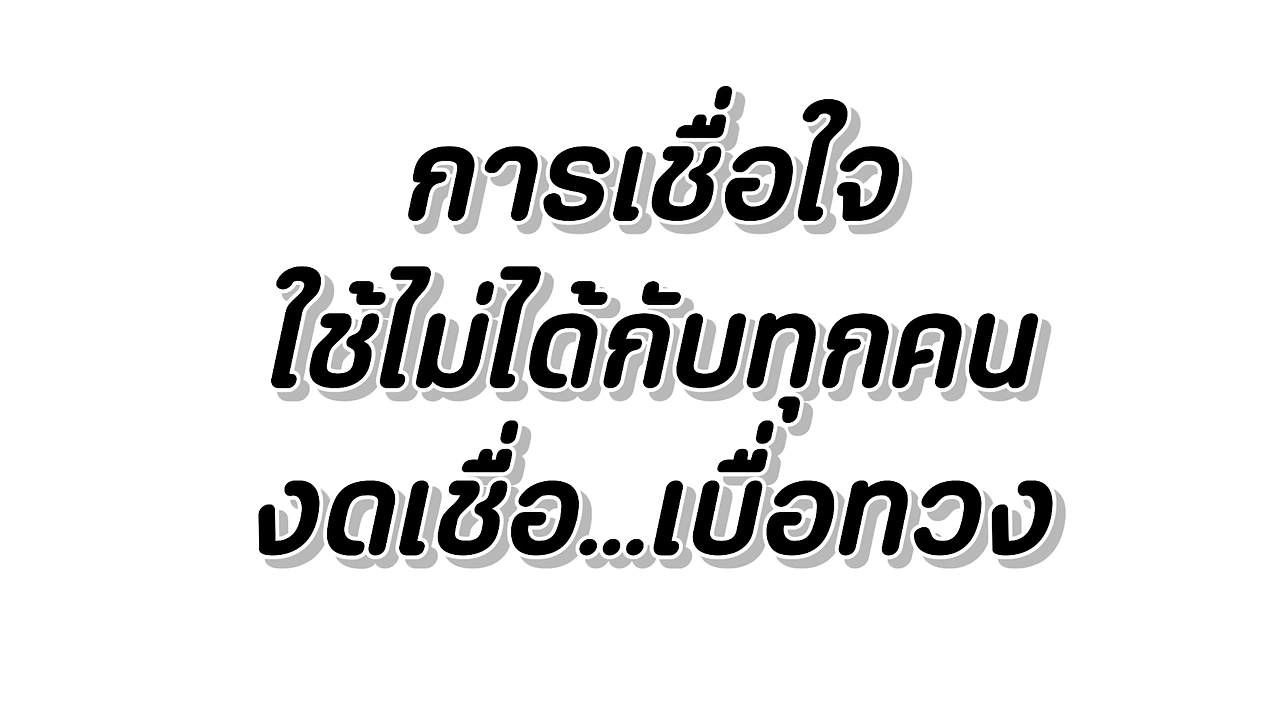 การเชื่อใจ
ใช้ไม่ได้กับทุกคน
งดเชื่อ...เบื่อทวง